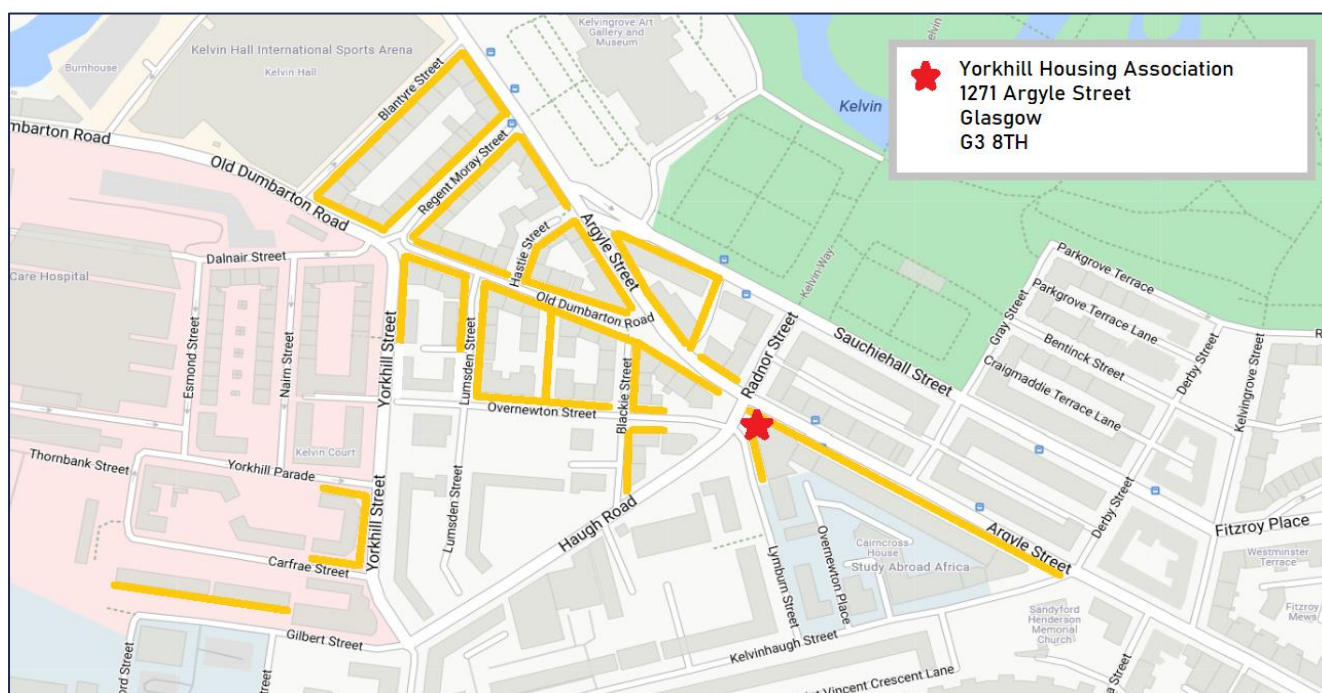 Kelvingrove Art
Gallery and
Museum
Kelvin Hall International Sports Arena
Kelvin Hall
Burnhouse
Blantyre Street
mbarton Road
Old Dumbarton Road
Regent Moray Street
Kelvin
elvin
Yorkhill Housing Association
1271 Argyle Street
Glasgow
G3 8TH
Argyle Street
Hastie Street
Old Dumbarton Road
Dalnair Street
Care Hospital
Esmond Street
Nairn Street
Yorkhill Street
Lumsden Street
Kelvin Way
Radnor Street
Sauchiehall Street
Gray Street
Parkgrove Terrace
Parkgrove Terrace Lane
Bentinck Street
Craigmaddie Terrace Lane
Derby Street
Kelvingrove Street
R
Overnewton Street
Blackie Street
Kelvin Court
Thornbank Street
Yorkhill Parade
Yorkhill Street
Lumsden Street
Haugh Road
Carfrae Street
Gilbert Street
ford Street
Lymburn Street
Overnewton Place
Cairncross
House
Study Abroad Africa
Argyle Street
Derby Street
Fitzroy Place
Westminster
Terrace
Fitzroy
Mews
Sandyford
Henderson
Memorial
Church
Kelvinhaugh Street
Vincent Crescent Lane